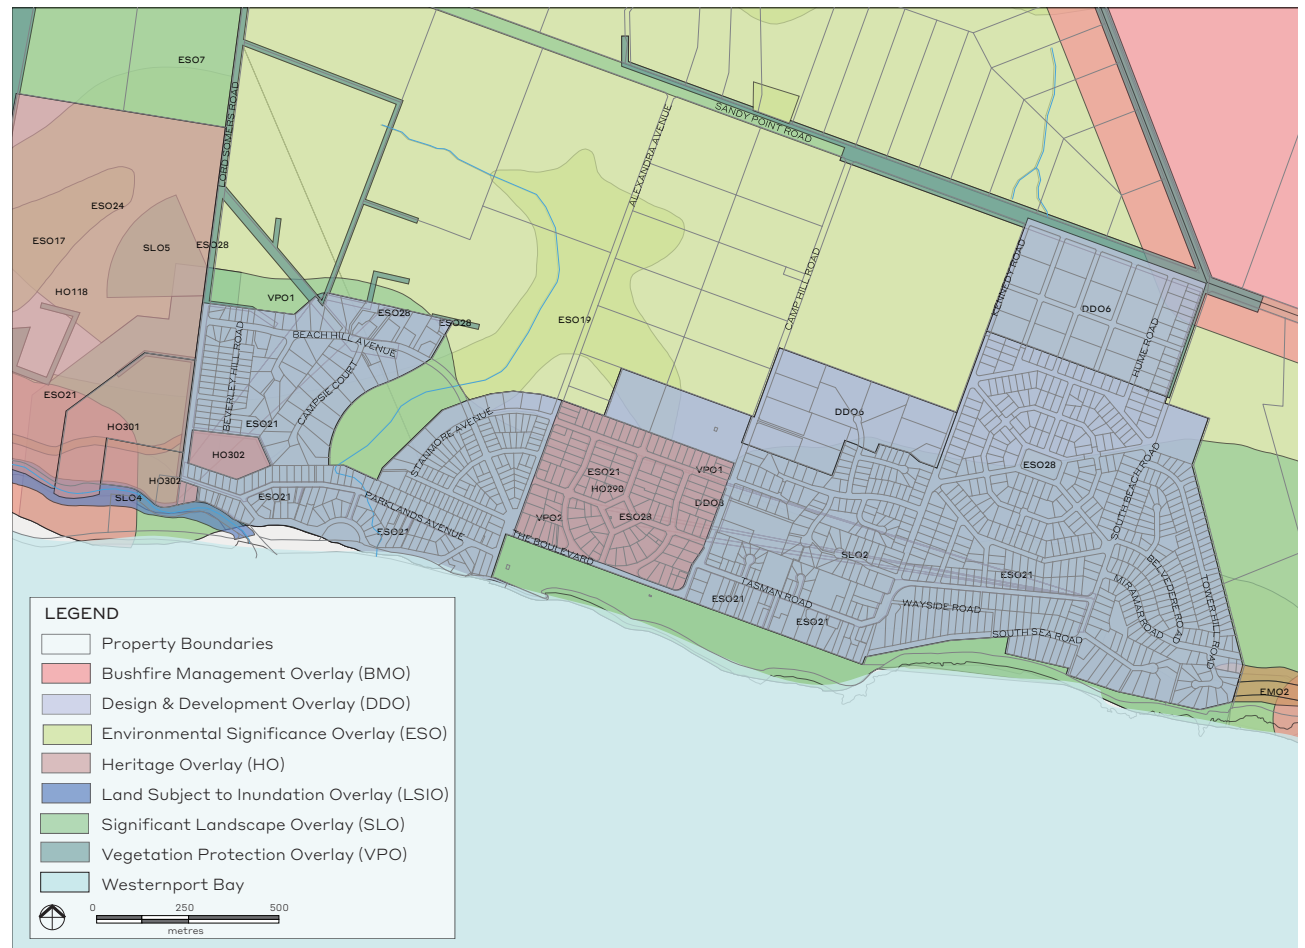 ESO7
LORD SOMERS ROAD
SANDY POINT ROAD
ALEXANDRA AVENUE
ESO24
ESO17
SLO5
ESO28
HO118
VPO1
ESO28
ESO28
ESO19
CAMP HILL ROAD
KENNEDY ROAD
DDO6
HUME ROAD
BEACH HILL AVENUE
BEVERLEY HILL ROAD
CAMPSIE COURT
ESO21
ESO21
HO301
HO302
HO302
SLO4
ESO21
STANMORE AVENUE
PARKLANDS AVENUE
ESO21
DDO6
ESO21
VPO1
HO290
DDO3
VPO2
ESO23
THE BOULEVARD
ESO28
SOUTH BEACH ROAD
SLO2
ESO21
ESO21
TASMAN ROAD
ESO21
WAYSIDE ROAD
SOUTH SEA ROAD
MIRAMAR ROAD
BELVEDERE ROAD
TOWER HILL ROAD
EMO2
LEGEND
Property Boundaries
Bushfire Management Overlay (BMO)
Design & Development Overlay (DDO)
Environmental Significance Overlay (ESO)
Heritage Overlay (HO)
Land Subject to Inundation Overlay (LSIO)
Significant Landscape Overlay (SLO)
Vegetation Protection Overlay (VPO)
Westernport Bay
0 250 500
metres